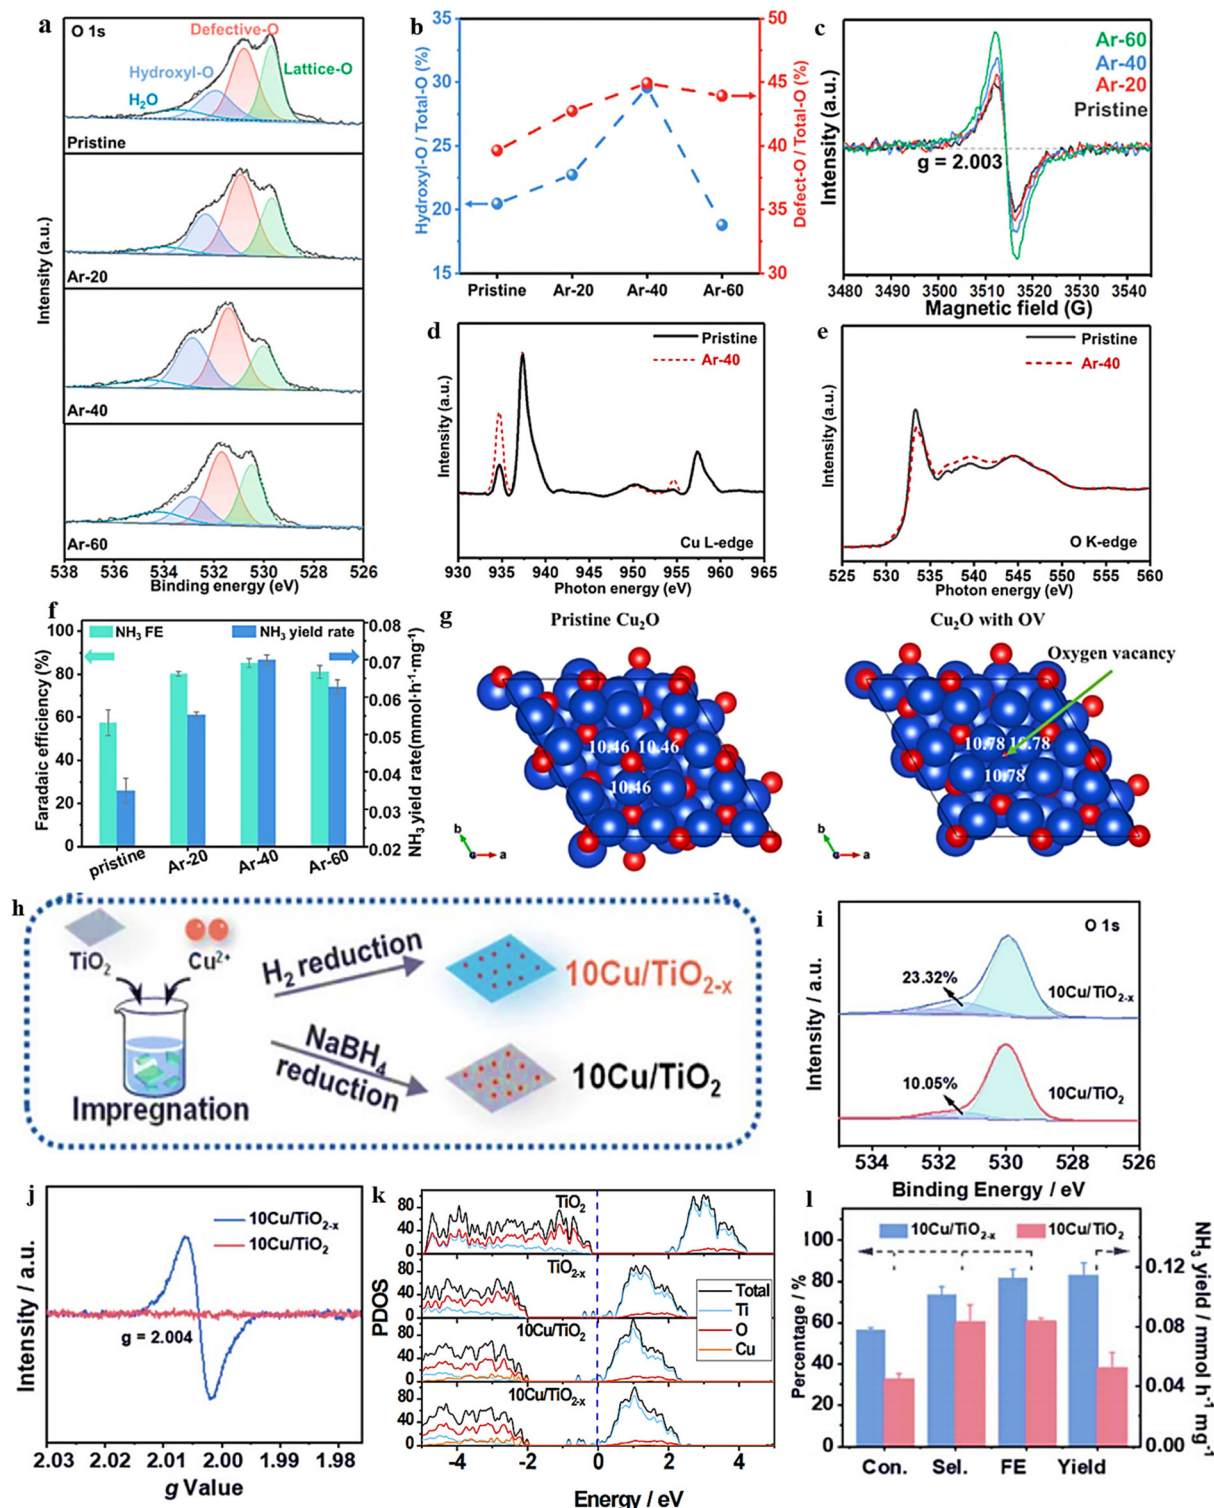 a
O 1s
Defective-O
Hydroxyl-O
Lattice-O
H₂O
Pristine
Ar-20
Ar-40
Ar-60
Intensity (a.u.)
538 536 534 532 530 528 526
Binding energy (eV)
b
Hydroxyl-O / Total-O (%)
35
30
25
20
15
Defect-O / Total-O (%)
50
45
40
35
30
Pristine Ar-20 Ar-40 Ar-60
c
Ar-60
Ar-40
Ar-20
Pristine
g = 2.003
Intensity (a.u.)
3480 3490 3500 3510 3520 3530 3540
Magnetic field (G)
d
Pristine
Ar-40
Intensity (a.u.)
Cu L-edge
930 935 940 945 950 955 960 965
Photon energy (eV)
e
Pristine
Ar-40
Intensity (a.u.)
O K-edge
525 530 535 540 545 550 555 560
Photon energy (eV)
f
NH₃ FE
NH₃ yield rate
Faradaic efficiency (%)
100
80
60
40
20
0
NH₃ yield rate(mmol·h⁻¹·mg⁻¹)
0.08
0.07
0.06
0.05
0.04
0.03
0.02
pristine Ar-20 Ar-40 Ar-60
g
Pristine Cu₂O
10.46 10.46
10.46
b
c
a
Cu₂O with OV
Oxygen vacancy
10.78 10.78
10.78
b
c
a
h
TiO₂
Cu²⁺
Impregnation
H₂ reduction
10Cu/TiO₂₋ₓ
NaBH₄
reduction
10Cu/TiO₂
i
O 1s
23.32%
10Cu/TiO₂₋ₓ
10.05%
10Cu/TiO₂
Intensity / a.u.
534 532 530 528 526
Binding Energy / eV
j
10Cu/TiO₂₋ₓ
10Cu/TiO₂
g = 2.004
Intensity / a.u.
2.03 2.02 2.01 2.00 1.99 1.98
g Value
k
PDOS
TiO₂
80
40
0
TiO₂₋ₓ
80
40
0
10Cu/TiO₂
80
40
0
10Cu/TiO₂₋ₓ
80
40
0
Total
Ti
O
Cu
-4 -2 0 2 4
Energy / eV
l
10Cu/TiO₂₋ₓ
10Cu/TiO₂
Percentage / %
100
80
60
40
20
0
NH₃ yield / mmol h⁻¹ mg⁻¹
0.12
0.08
0.04
0.00
Con. Sel. FE Yield